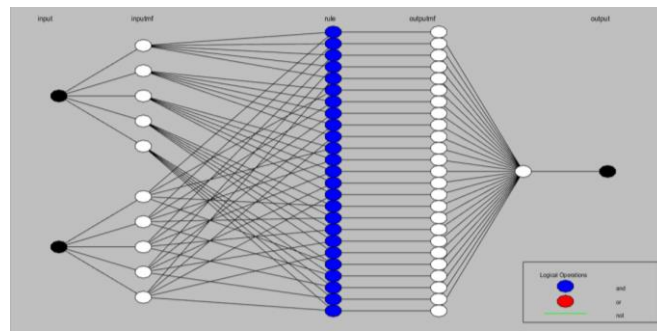 input inputmf rule outputmf output
Logical Operations
and
or
not